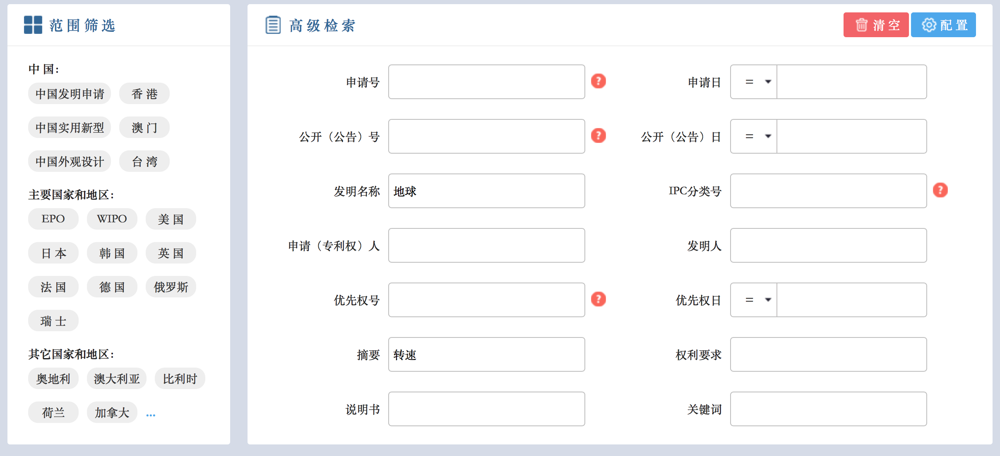 范围筛选
中国：
中国发明申请 香港
中国实用新型 澳门
中国外观设计 台湾
主要国家和地区：
EPO WIPO 美国
日本 韩国 英国
法国 德国 俄罗斯
瑞士
其它国家和地区：
奥地利 澳大利亚 比利时
荷兰 加拿大 ...
高级检索 清空 配置
申请号 ? 申请日 =
公开（公告）号 ? 公开（公告）日 =
发明名称 地球 IPC分类号 ?
申请（专利权）人 发明人
优先权号 ? 优先权日 =
摘要 转速 权利要求
说明书 关键词